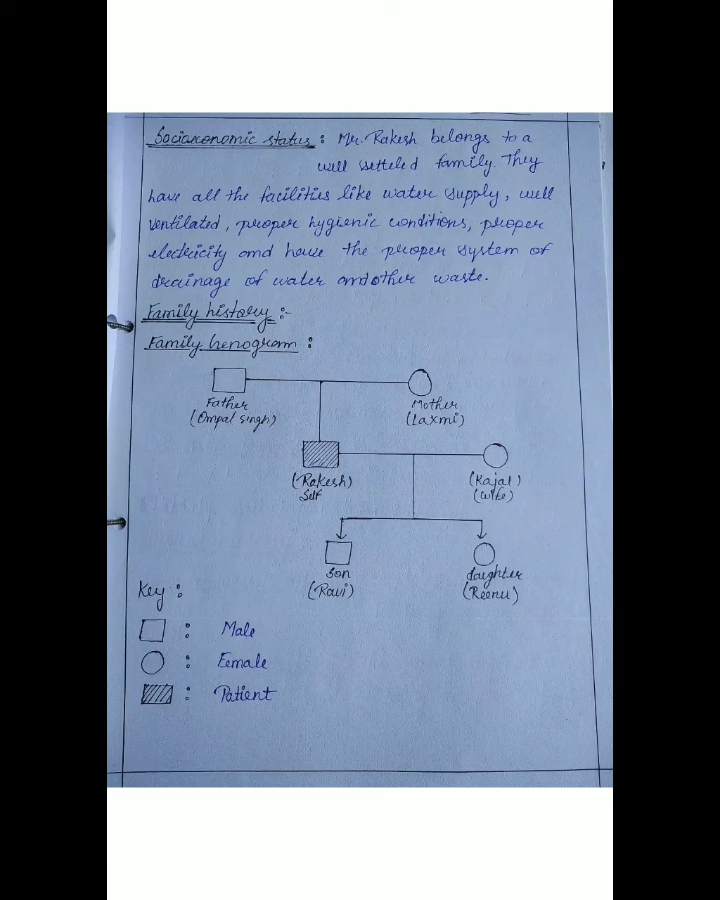 Socioeconomic status : Mr. Rakesh belongs to a
well setteled family. They
have all the facilities like water supply, well
ventilated, proper hygienic conditions, proper
electricity and have the proper system of
drainage of water and other waste.
Family history :-
Family henogram :
Father Mother
(Ompal singh) (Laxmi)
(Rakesh) (Kajal)
Self (wife)
son daughter
(Ravi) (Reenu)
Key :
: Male
: Female
: Patient